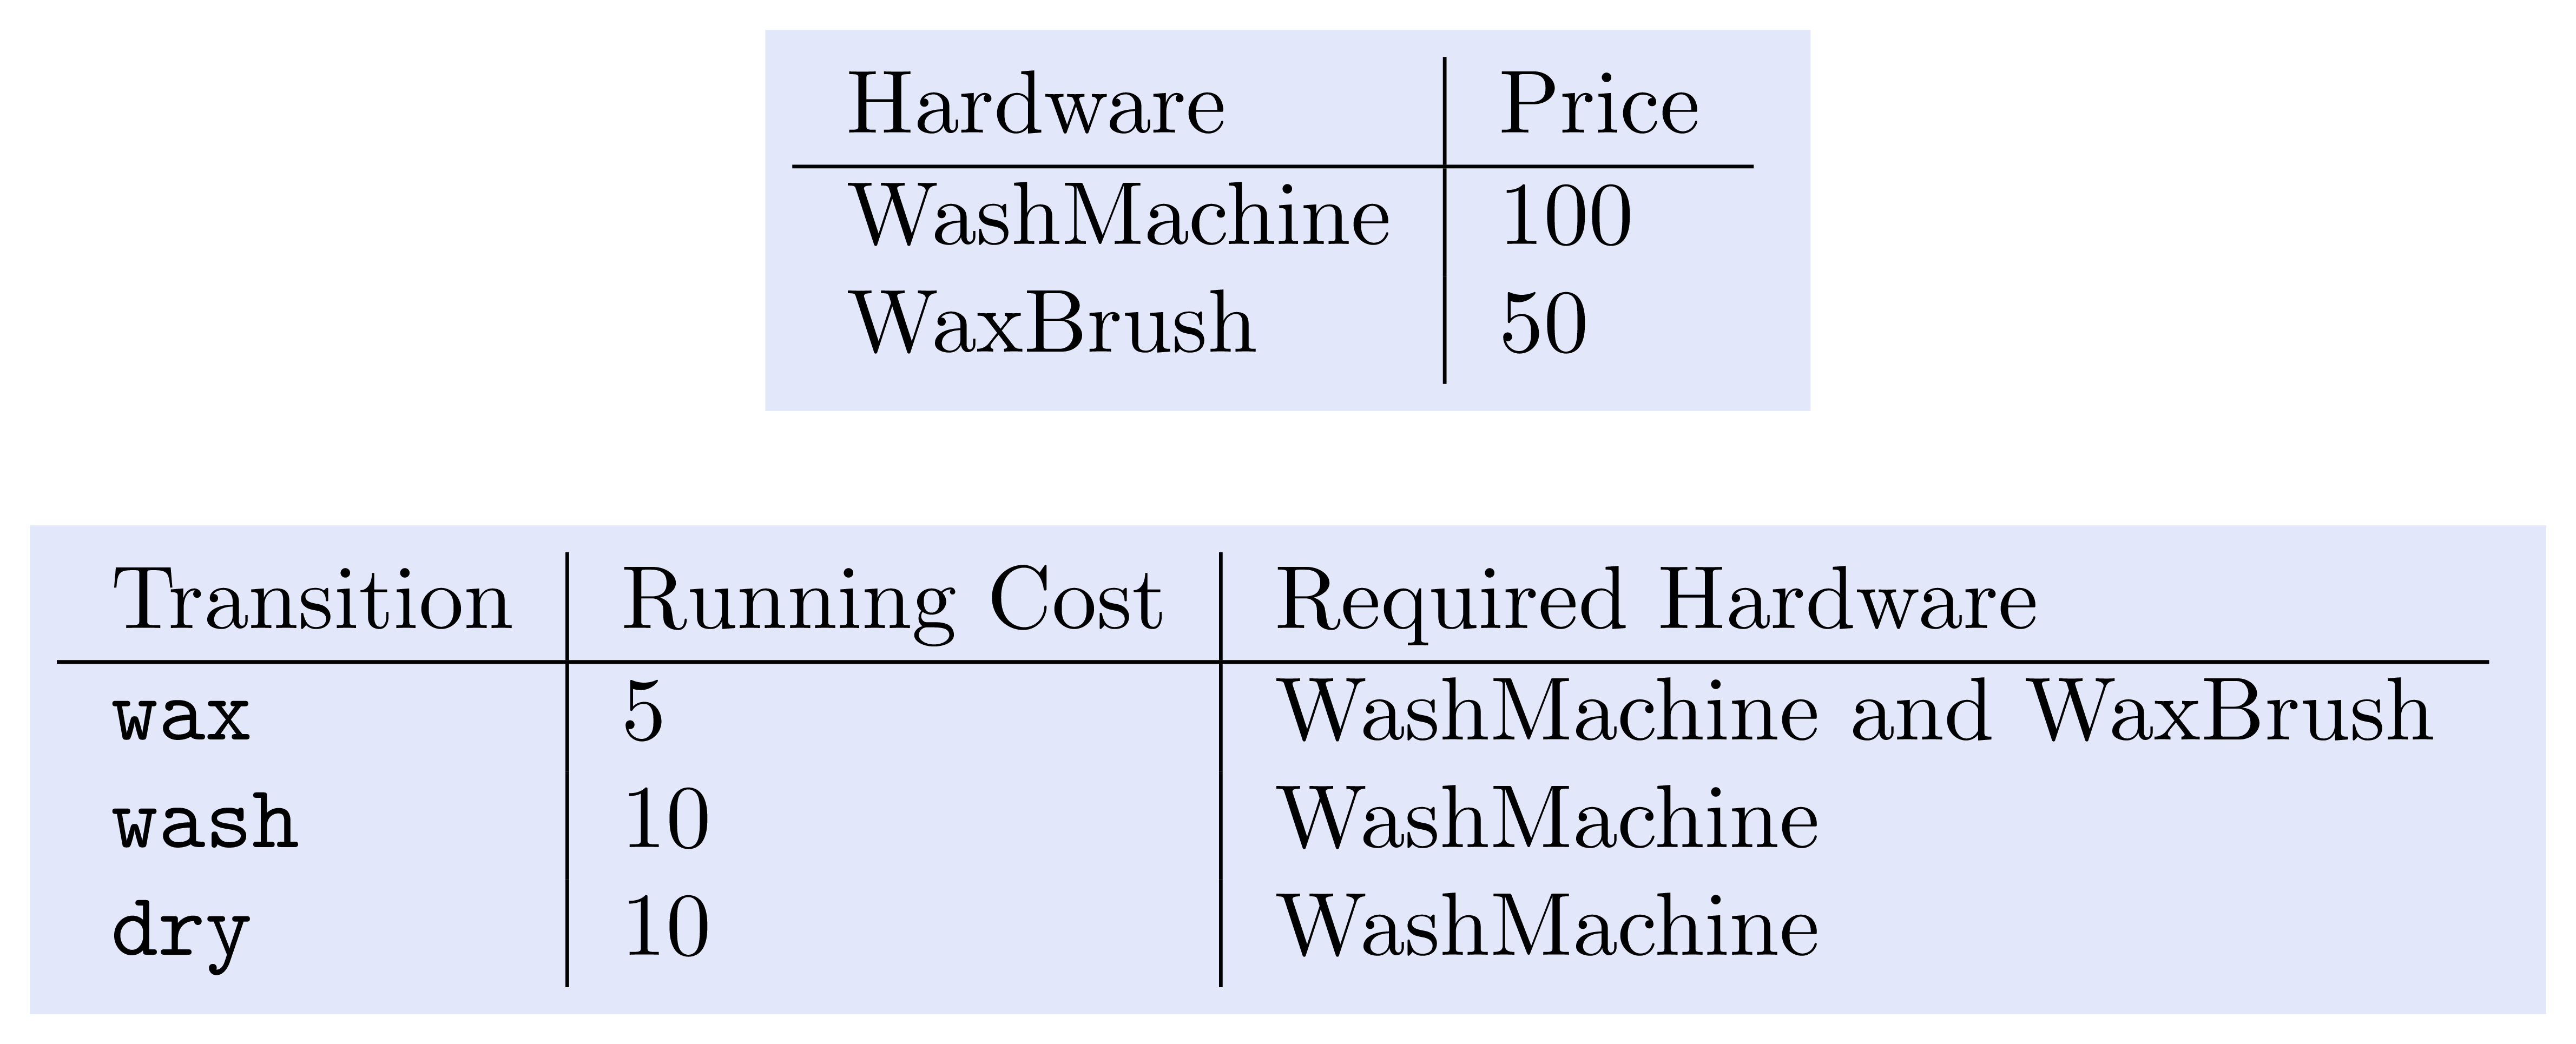 Hardware Price
WashMachine 100
WaxBrush 50
Transition Running Cost Required Hardware
wax 5 WashMachine and WaxBrush
wash 10 WashMachine
dry 10 WashMachine